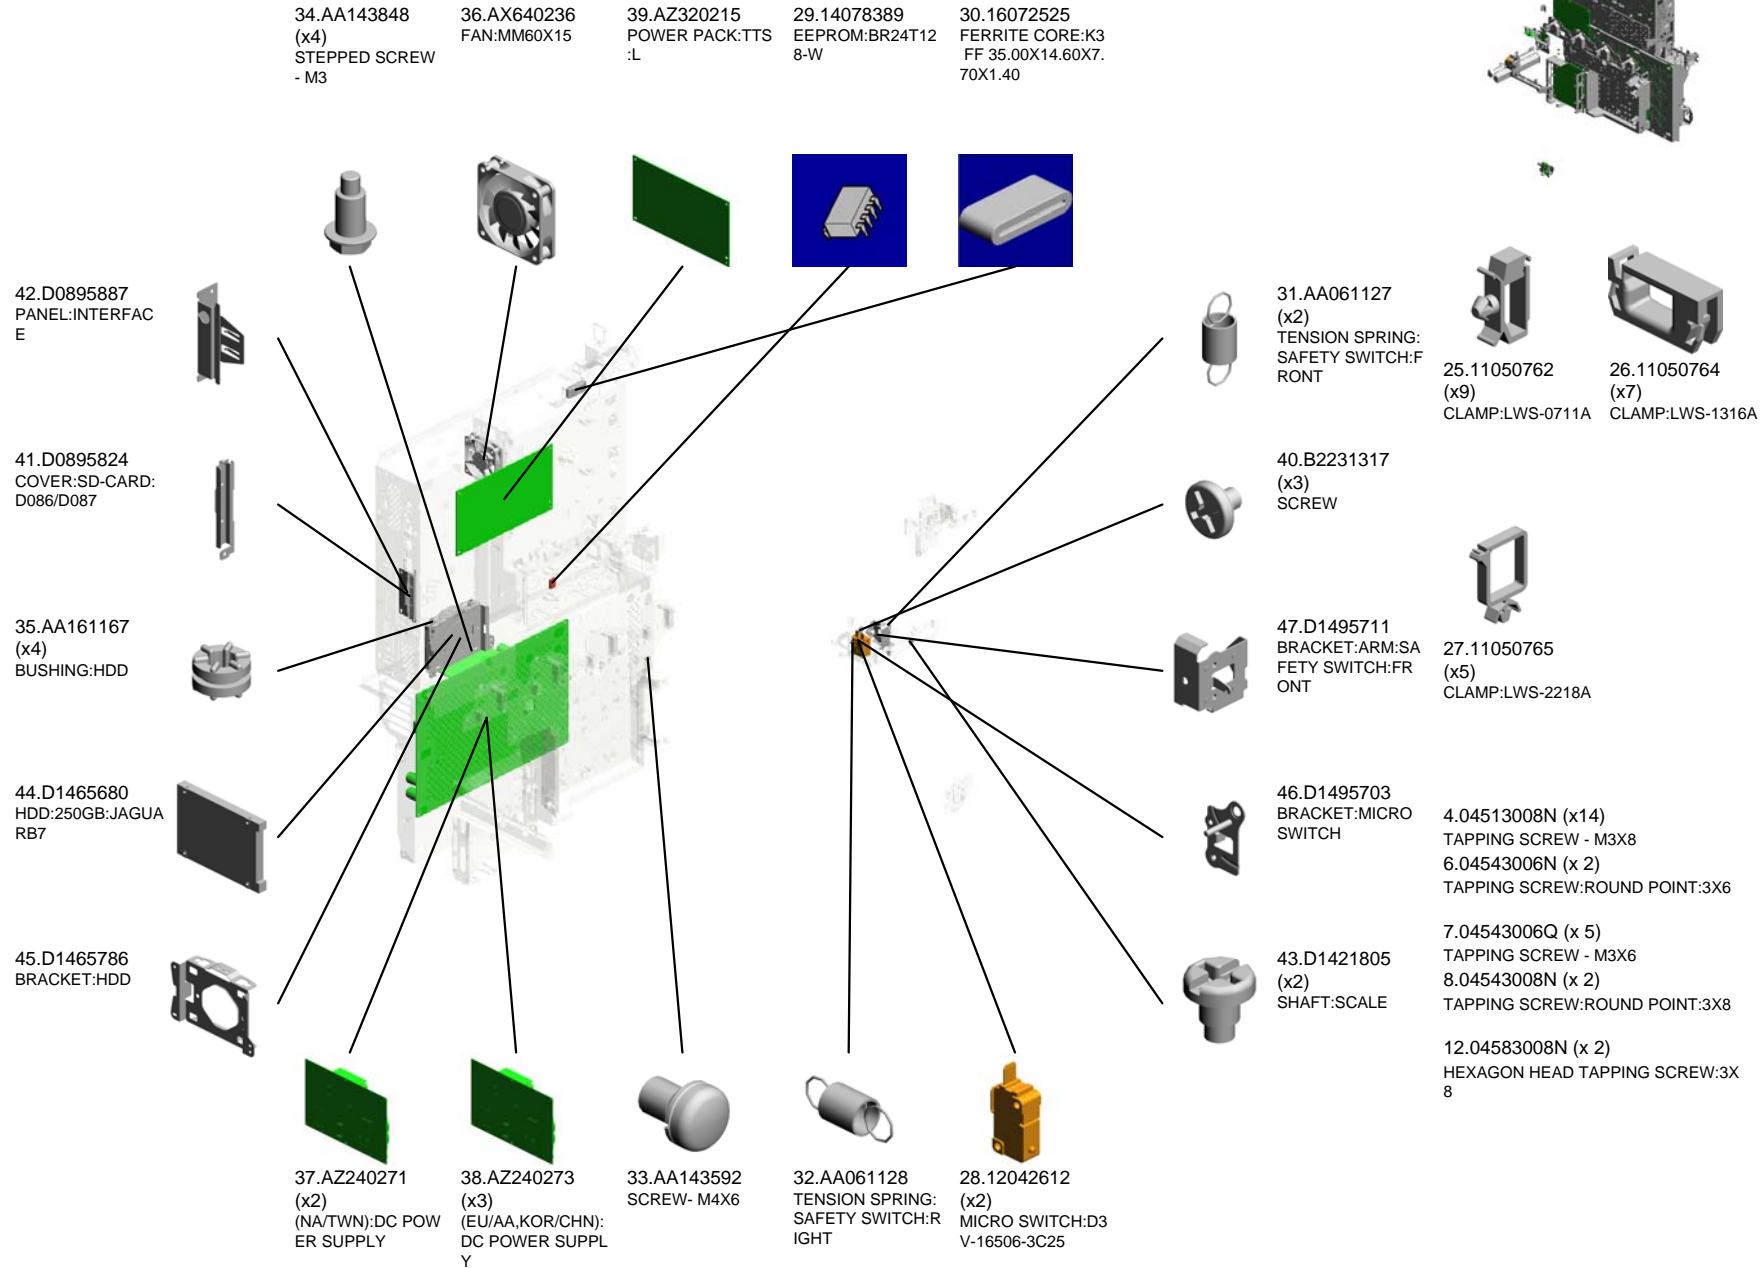 34.AA143848
(x4)
STEPPED SCREW
- M3
36.AX640236
FAN:MM60X15
39.AZ320215
POWER PACK:TTS
:L
29.14078389
EEPROM:BR24T12
8-W
30.16072525
FERRITE CORE:K3
FF 35.00X14.60X7.
70X1.40
42.D0895887
PANEL:INTERFAC
E
41.D0895824
COVER:SD-CARD:
D086/D087
35.AA161167
(x4)
BUSHING:HDD
44.D1465680
HDD:250GB:JAGUA
RB7
45.D1465786
BRACKET:HDD
31.AA061127
(x2)
TENSION SPRING:
SAFETY SWITCH:F
RONT
40.B2231317
(x3)
SCREW
47.D1495711
BRACKET:ARM:SA
FETY SWITCH:FR
ONT
46.D1495703
BRACKET:MICRO
SWITCH
43.D1421805
(x2)
SHAFT:SCALE
25.11050762
(x9)
CLAMP:LWS-0711A
26.11050764
(x7)
CLAMP:LWS-1316A
27.11050765
(x5)
CLAMP:LWS-2218A
4.04513008N (x14)
TAPPING SCREW - M3X8
6.04543006N (x 2)
TAPPING SCREW:ROUND POINT:3X6
7.04543006Q (x 5)
TAPPING SCREW - M3X6
8.04543008N (x 2)
TAPPING SCREW:ROUND POINT:3X8
12.04583008N (x 2)
HEXAGON HEAD TAPPING SCREW:3X
8
37.AZ240271
(x2)
(NA/TWN):DC POW
ER SUPPLY
38.AZ240273
(x3)
(EU/AA,KOR/CHN):
DC POWER SUPPL
Y
33.AA143592
SCREW- M4X6
32.AA061128
TENSION SPRING:
SAFETY SWITCH:R
IGHT
28.12042612
(x2)
MICRO SWITCH:D3
V-16506-3C25